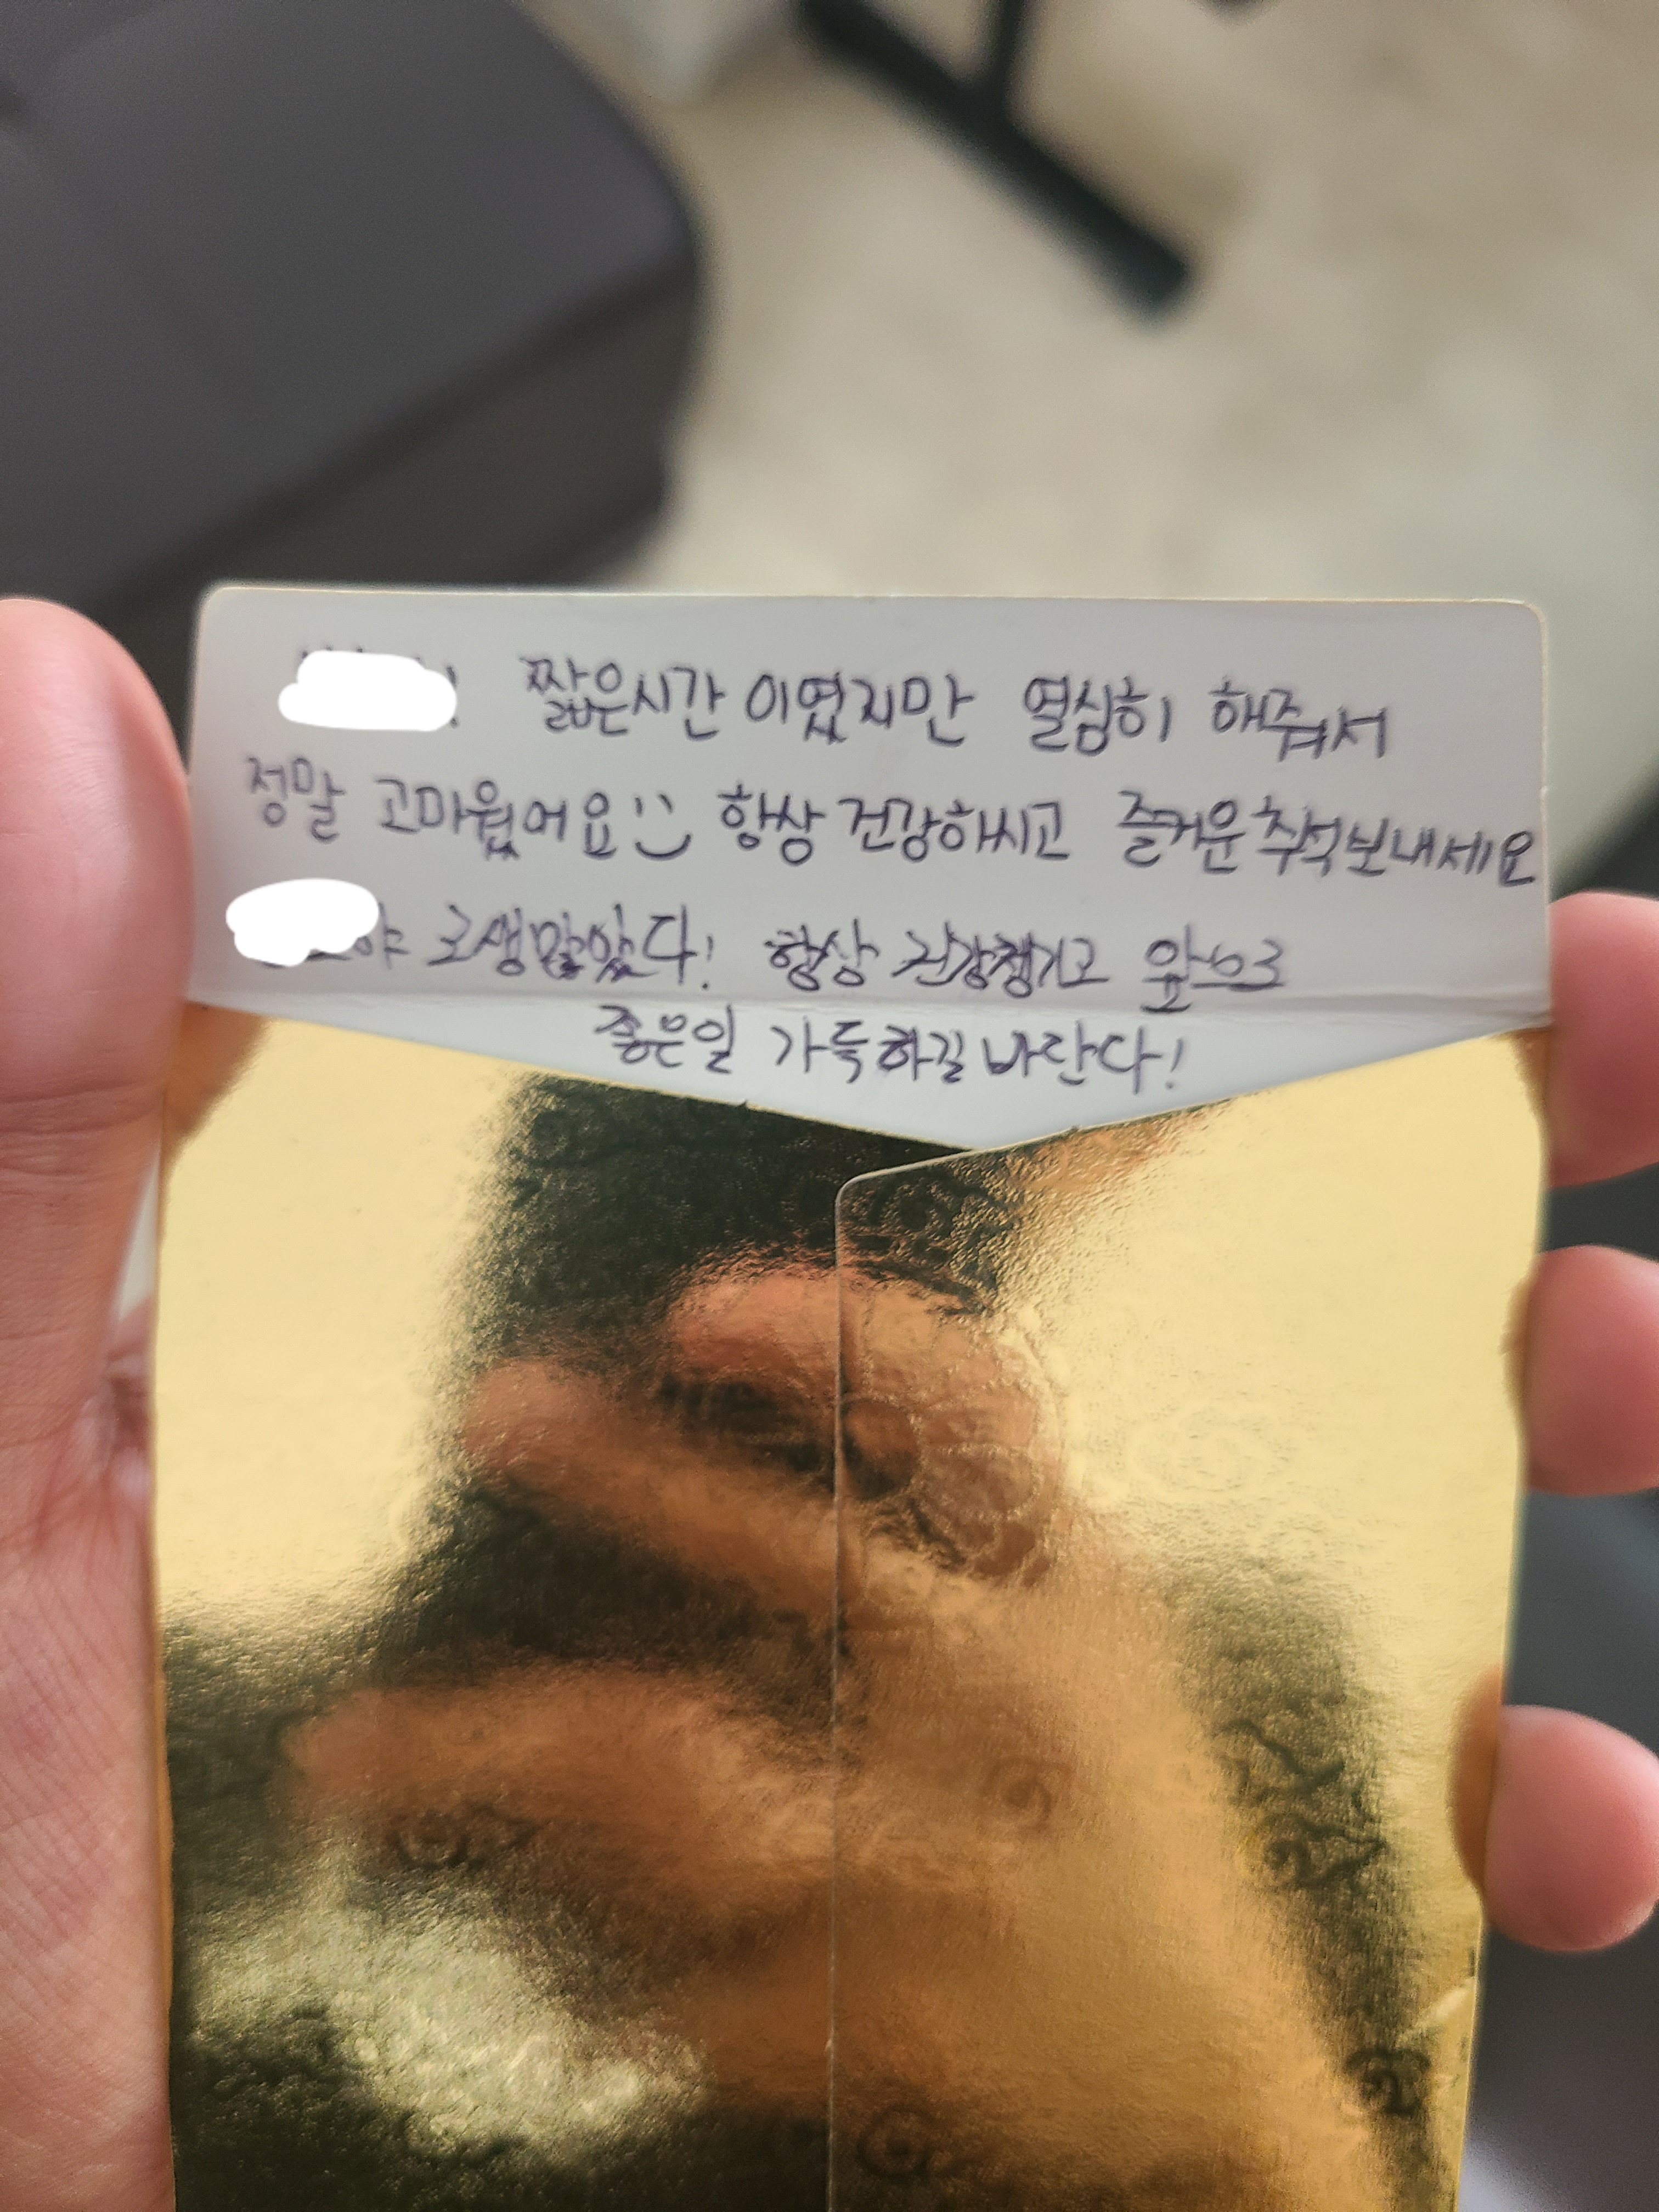 ! 짧은시간 이였지만 열심히 해줘서
정말 고마웠어요 :) 항상 건강하시고 즐거운 추석보내세요
야 고생많았다! 항상 건강챙기고 앞으로
좋은일 가득하길 바란다!